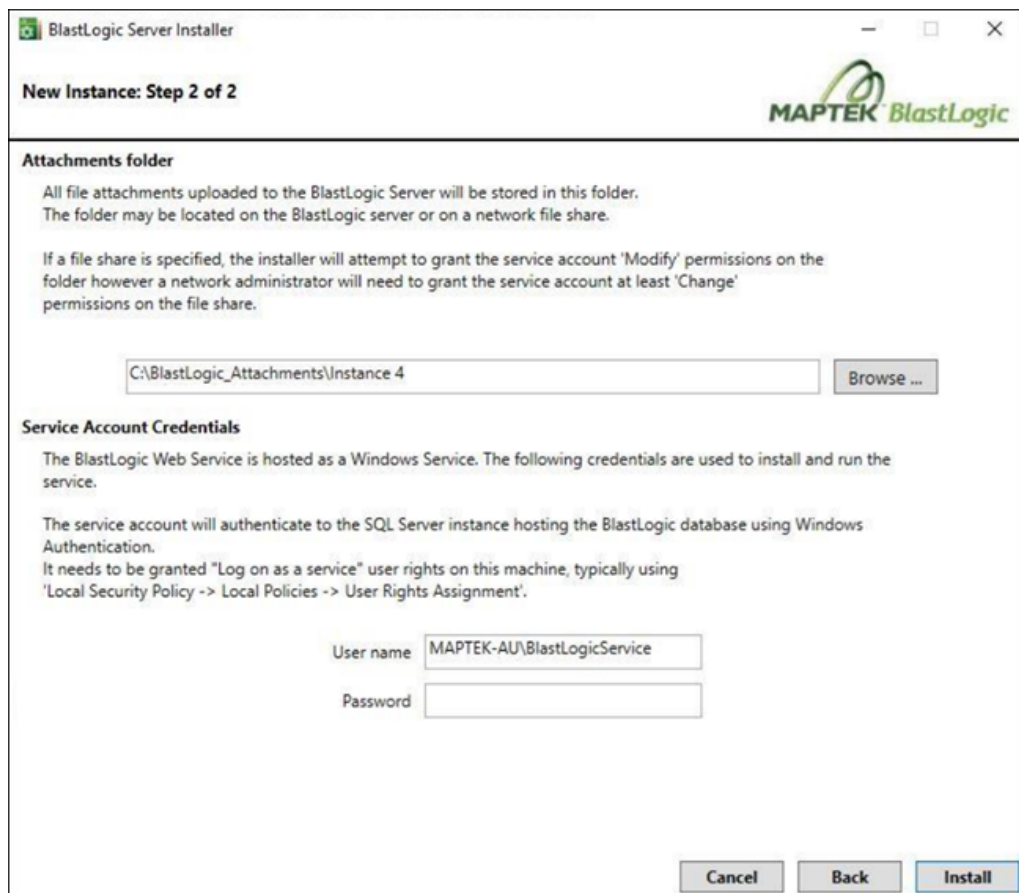 BlastLogic Server Installer
New Instance: Step 2 of 2
MAPTEK BlastLogic
Attachments folder
All file attachments uploaded to the BlastLogic Server will be stored in this folder.
The folder may be located on the BlastLogic server or on a network file share.
If a file share is specified, the installer will attempt to grant the service account 'Modify' permissions on the
folder however a network administrator will need to grant the service account at least 'Change'
permissions on the file share.
C:\BlastLogic_Attachments\Instance 4
Browse ...
Service Account Credentials
The BlastLogic Web Service is hosted as a Windows Service. The following credentials are used to install and run the
service.
The service account will authenticate to the SQL Server instance hosting the BlastLogic database using Windows
Authentication.
It needs to be granted "Log on as a service" user rights on this machine, typically using
'Local Security Policy -> Local Policies -> User Rights Assignment'.
User name MAPTEK-AU\BlastLogicService
Password
Cancel Back Install